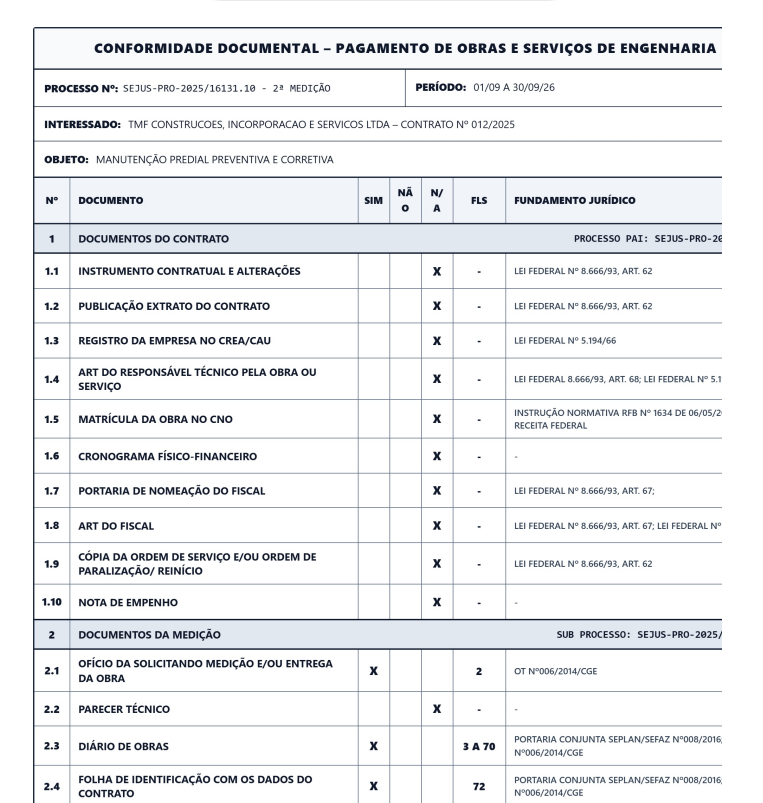 CONFORMIDADE DOCUMENTAL – PAGAMENTO DE OBRAS E SERVIÇOS DE ENGENHARIA
PROCESSO Nº: SEJUS-PRO-2025/16131.10 - 2ª MEDIÇÃO PERÍODO: 01/09 A 30/09/26
INTERESSADO: TMF CONSTRUCOES, INCORPORACAO E SERVICOS LTDA – CONTRATO Nº 012/2025
OBJETO: MANUTENÇÃO PREDIAL PREVENTIVA E CORRETIVA
Nº DOCUMENTO SIM NÃ
O N/
A FLS FUNDAMENTO JURÍDICO
1 DOCUMENTOS DO CONTRATO PROCESSO PAI: SEJUS-PRO-20
1.1 INSTRUMENTO CONTRATUAL E ALTERAÇÕES X - LEI FEDERAL Nº 8.666/93, ART. 62
1.2 PUBLICAÇÃO EXTRATO DO CONTRATO X - LEI FEDERAL Nº 8.666/93, ART. 62
1.3 REGISTRO DA EMPRESA NO CREA/CAU X - LEI FEDERAL Nº 5.194/66
1.4 ART DO RESPONSÁVEL TÉCNICO PELA OBRA OU
SERVIÇO X - LEI FEDERAL 8.666/93, ART. 68; LEI FEDERAL Nº 5.1
1.5 MATRÍCULA DA OBRA NO CNO X - INSTRUÇÃO NORMATIVA RFB Nº 1634 DE 06/05/2
RECEITA FEDERAL
1.6 CRONOGRAMA FÍSICO-FINANCEIRO X - -
1.7 PORTARIA DE NOMEAÇÃO DO FISCAL X - LEI FEDERAL Nº 8.666/93, ART. 67;
1.8 ART DO FISCAL X - LEI FEDERAL Nº 8.666/93, ART. 67; LEI FEDERAL Nº
1.9 CÓPIA DA ORDEM DE SERVIÇO E/OU ORDEM DE
PARALIZAÇÃO/ REINÍCIO X - LEI FEDERAL Nº 8.666/93, ART. 62
1.10 NOTA DE EMPENHO X - -
2 DOCUMENTOS DA MEDIÇÃO SUB PROCESSO: SEJUS-PRO-2025/
2.1 OFÍCIO DA SOLICITANDO MEDIÇÃO E/OU ENTREGA
DA OBRA X 2 OT Nº006/2014/CGE
2.2 PARECER TÉCNICO X - -
2.3 DIÁRIO DE OBRAS X 3 A 70 PORTARIA CONJUNTA SEPLAN/SEFAZ Nº008/2016;
Nº006/2014/CGE
2.4 FOLHA DE IDENTIFICAÇÃO COM OS DADOS DO
CONTRATO X 72 PORTARIA CONJUNTA SEPLAN/SEFAZ Nº008/2016;
Nº006/2014/CGE